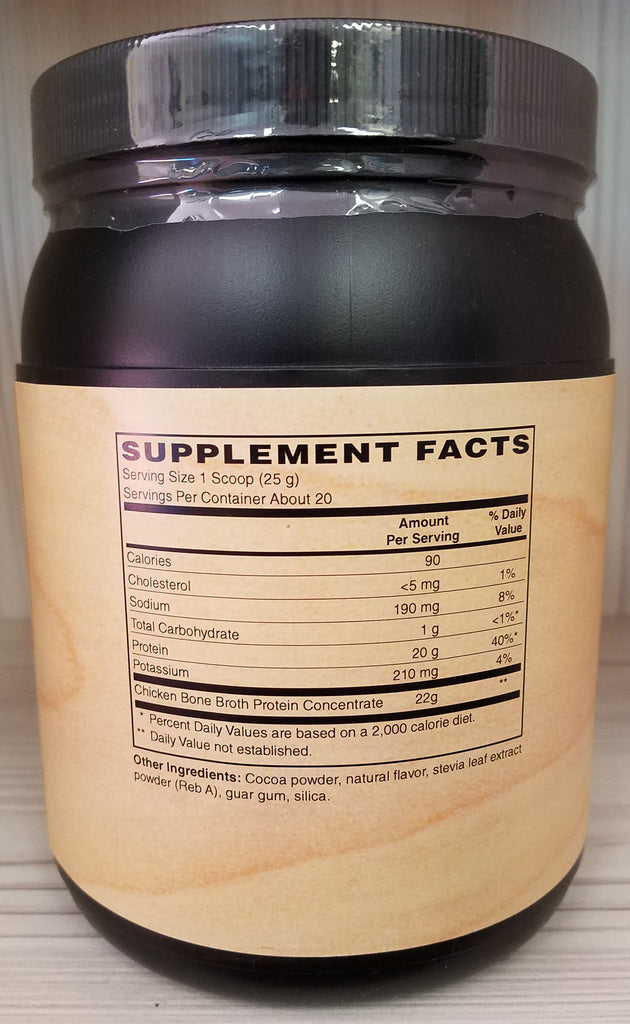 SUPPLEMENT FACTS
Serving Size 1 Scoop (25 g)
Servings Per Container About 20
Amount Per Serving % Daily Value
Calories 90
Cholesterol <5 mg 1%
Sodium 190 mg 8%
Total Carbohydrate 1 g <1%*
Protein 20 g 40%*
Potassium 210 mg 4%
Chicken Bone Broth Protein Concentrate 22g **
* Percent Daily Values are based on a 2,000 calorie diet.
** Daily Value not established.
Other Ingredients: Cocoa powder, natural flavor, stevia leaf extract
powder (Reb A), guar gum, silica.